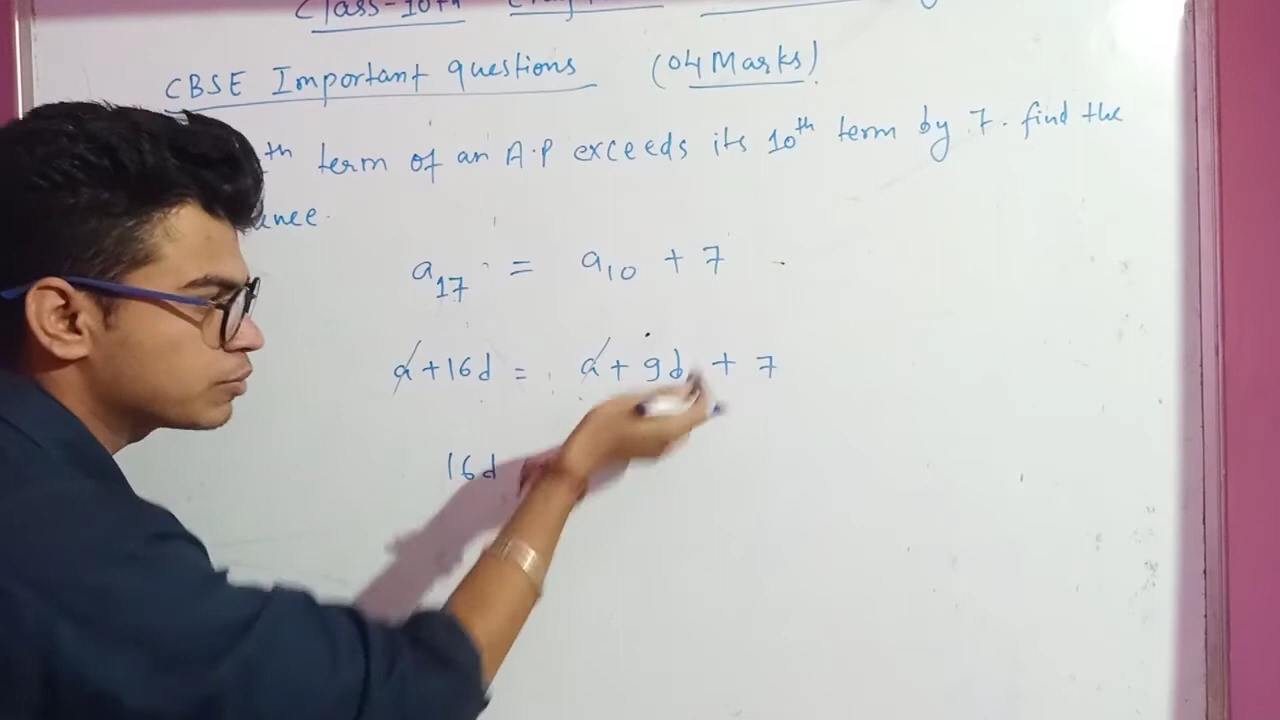 Class-10th
CBSE Important questions (04 Marks)
th term of an A.P exceeds its 10th term by 7. find the
a17 = a10 + 7
a + 16d = a + 9d + 7
16d